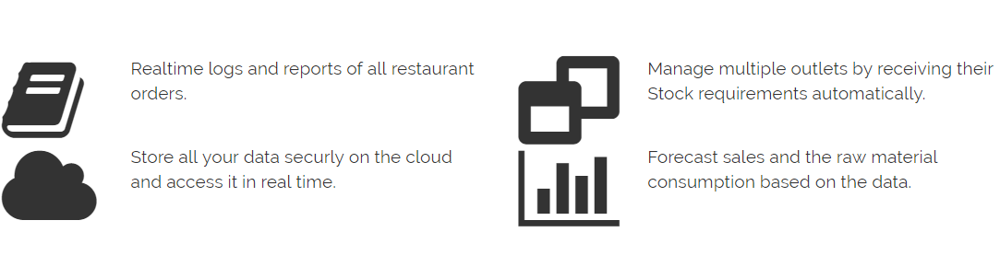 Realtime logs and reports of all restaurant
orders.
Manage multiple outlets by receiving their
Stock requirements automatically.
Store all your data securly on the cloud
and access it in real time.
Forecast sales and the raw material
consumption based on the data.